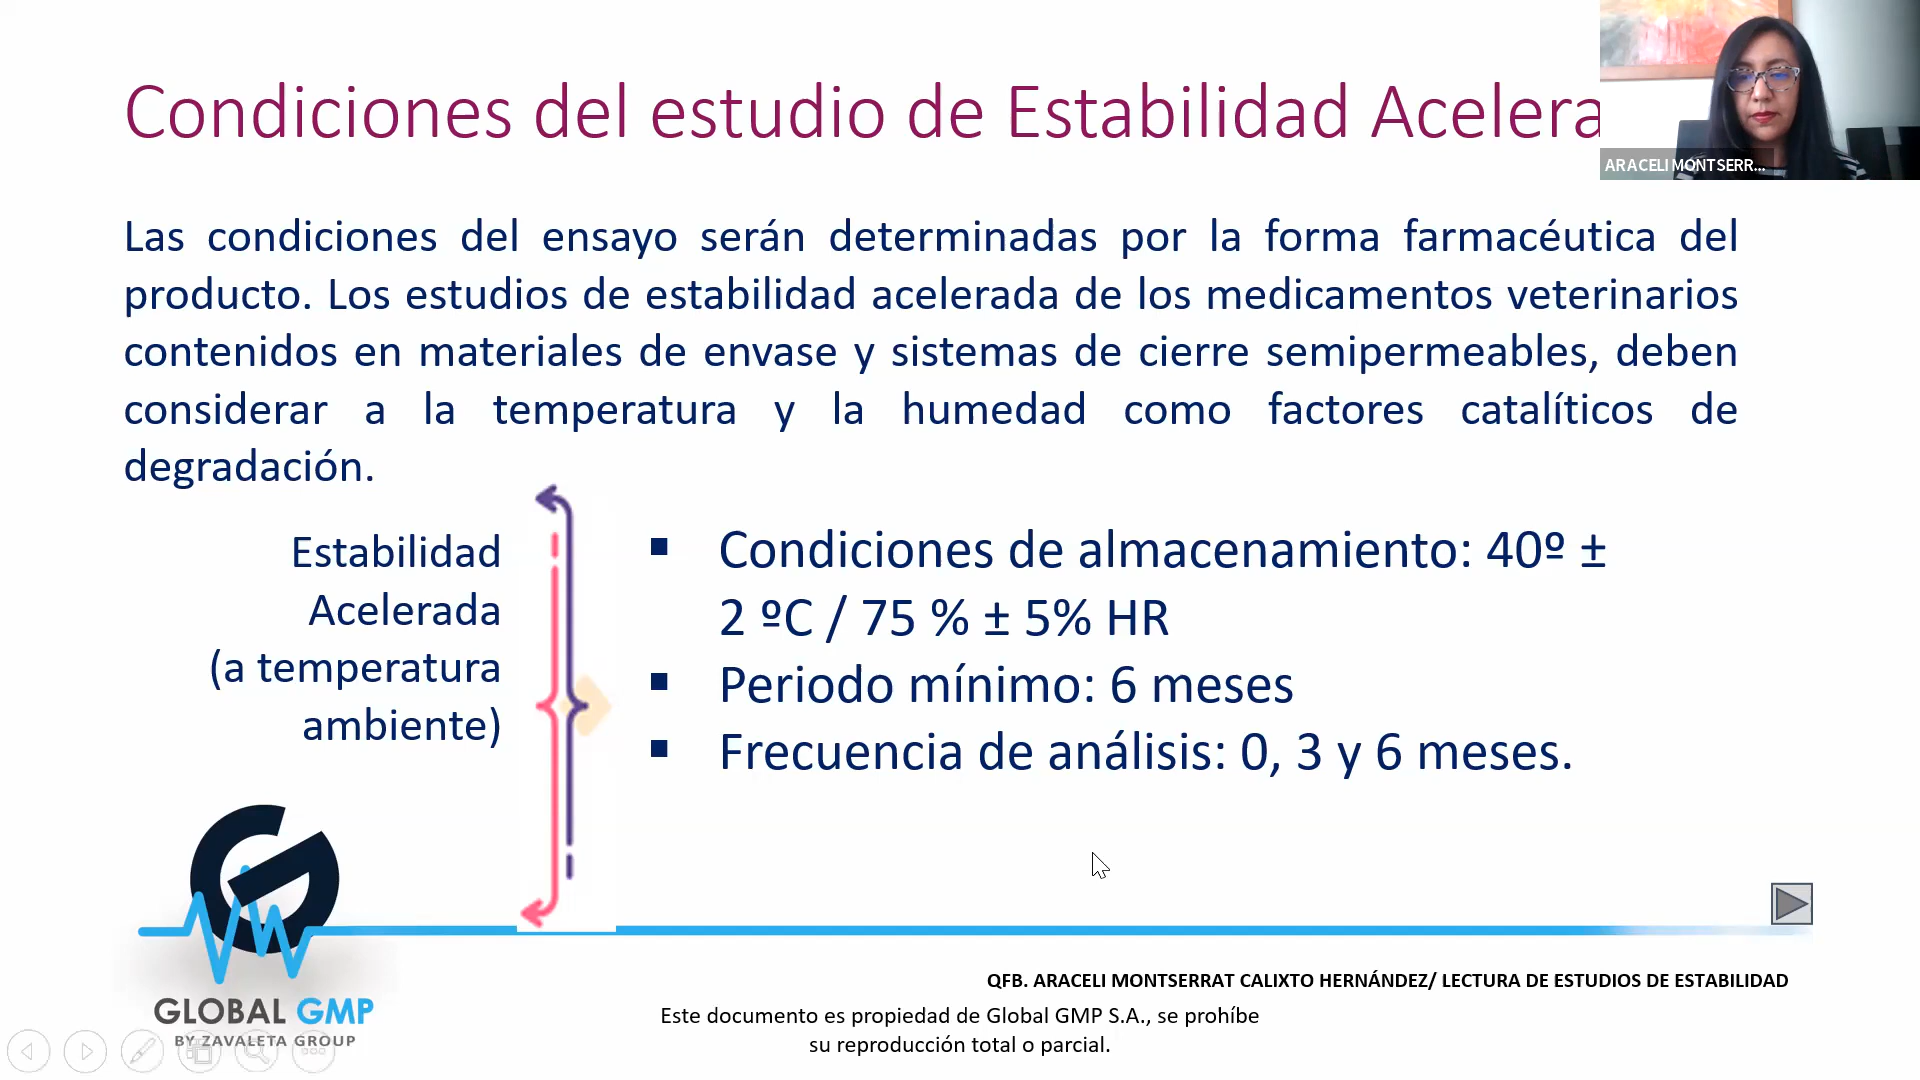 Condiciones del estudio de Estabilidad Acelera
ARACELI MONTSERR...
Las condiciones del ensayo serán determinadas por la forma farmacéutica del
producto. Los estudios de estabilidad acelerada de los medicamentos veterinarios
contenidos en materiales de envase y sistemas de cierre semipermeables, deben
considerar a la temperatura y la humedad como factores catalíticos de
degradación.
Estabilidad
Acelerada
(a temperatura
ambiente)
▪ Condiciones de almacenamiento: 40º ±
2 ºC / 75 % ± 5% HR
▪ Periodo mínimo: 6 meses
▪ Frecuencia de análisis: 0, 3 y 6 meses.
GLOBAL GMP
BY ZAVALETA GROUP
QFB. ARACELI MONTSERRAT CALIXTO HERNÁNDEZ/ LECTURA DE ESTUDIOS DE ESTABILIDAD
Este documento es propiedad de Global GMP S.A., se prohíbe
su reproducción total o parcial.